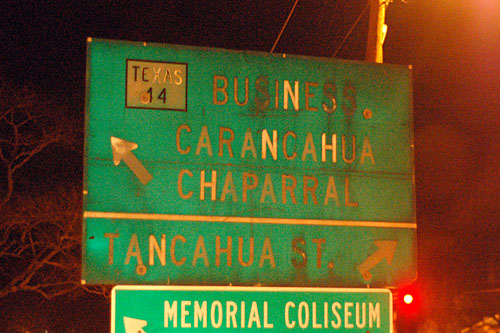 TEXAS
14
BUSINESS
CARANCAHUA
CHAPARRAL
TANCAHUA ST.
MEMORIAL COLISEUM